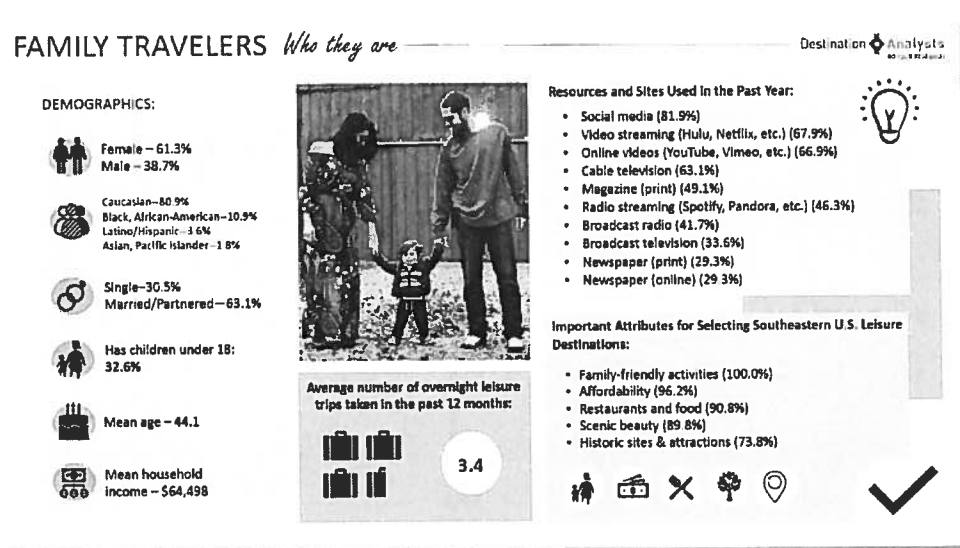 FAMILY TRAVELERS Who they are
Destination Analysts
DEMOGRAPHICS:
Female – 61.3%
Male – 38.7%
Caucasian–80.9%
Black, African-American–10.9%
Latino/Hispanic–3.6%
Asian, Pacific Islander–1.8%
Single–30.5%
Married/Partnered–63.1%
Has children under 18:
32.6%
Mean age – 44.1
Mean household
income – $64,498
Average number of overnight leisure
trips taken in the past 12 months:
3.4
Resources and Sites Used in the Past Year:
• Social media (81.9%)
• Video streaming (Hulu, Netflix, etc.) (67.9%)
• Online videos (YouTube, Vimeo, etc.) (66.9%)
• Cable television (63.1%)
• Magazine (print) (49.1%)
• Radio streaming (Spotify, Pandora, etc.) (46.3%)
• Broadcast radio (41.7%)
• Broadcast television (33.6%)
• Newspaper (print) (29.3%)
• Newspaper (online) (29.3%)
Important Attributes for Selecting Southeastern U.S. Leisure
Destinations:
• Family-friendly activities (100.0%)
• Affordability (96.2%)
• Restaurants and food (90.8%)
• Scenic beauty (89.8%)
• Historic sites & attractions (73.8%)